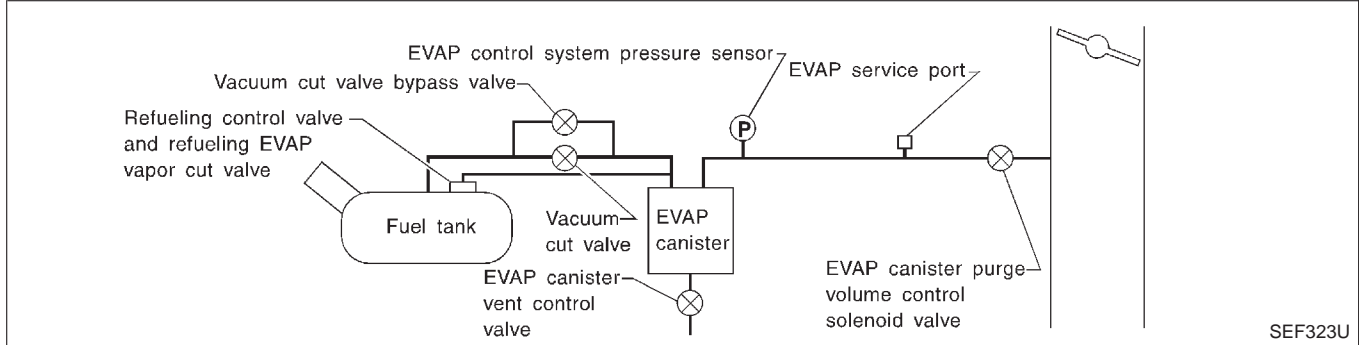 EVAP control system pressure sensor
EVAP service port
Vacuum cut valve bypass valve
Refueling control valve
and refueling EVAP
vapor cut valve
P
Fuel tank
Vacuum
cut valve
EVAP
canister
EVAP canister
vent control
valve
EVAP canister purge
volume control
solenoid valve
SEF323U